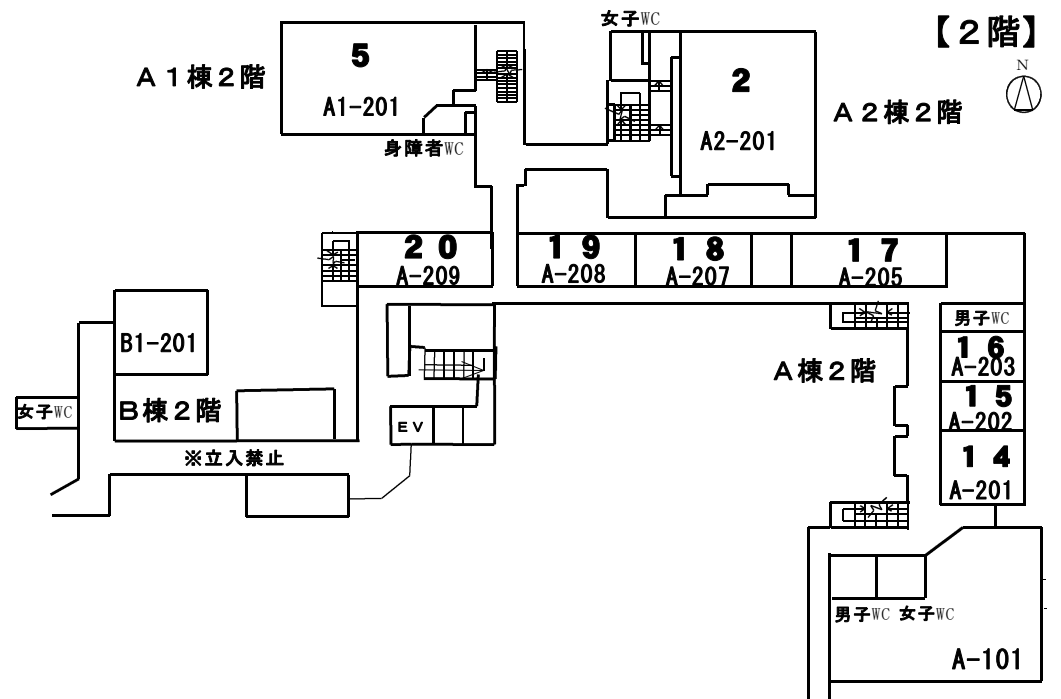 【２階】
N
女子WC
5
A1-201
Ａ１棟２階
身障者WC
2
A2-201
Ａ２棟２階
２０
A-209
１９
A-208
１８
A-207
１７
A-205
男子WC
１６
A-203
１５
A-202
１４
A-201
Ａ棟２階
B1-201
Ｂ棟２階
女子WC
ＥＶ
※立入禁止
男子WC 女子WC
A-101